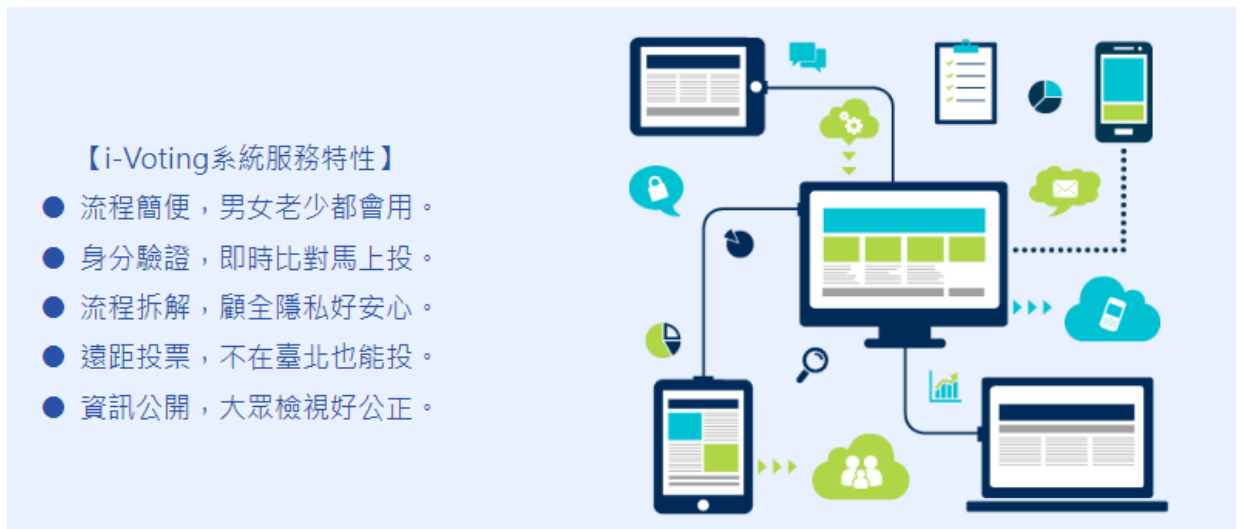 【i-Voting系統服務特性】
● 流程簡便，男女老少都會用。
● 身分驗證，即時比對馬上投。
● 流程拆解，顧全隱私好安心。
● 遠距投票，不在臺北也能投。
● 資訊公開，大眾檢視好公正。